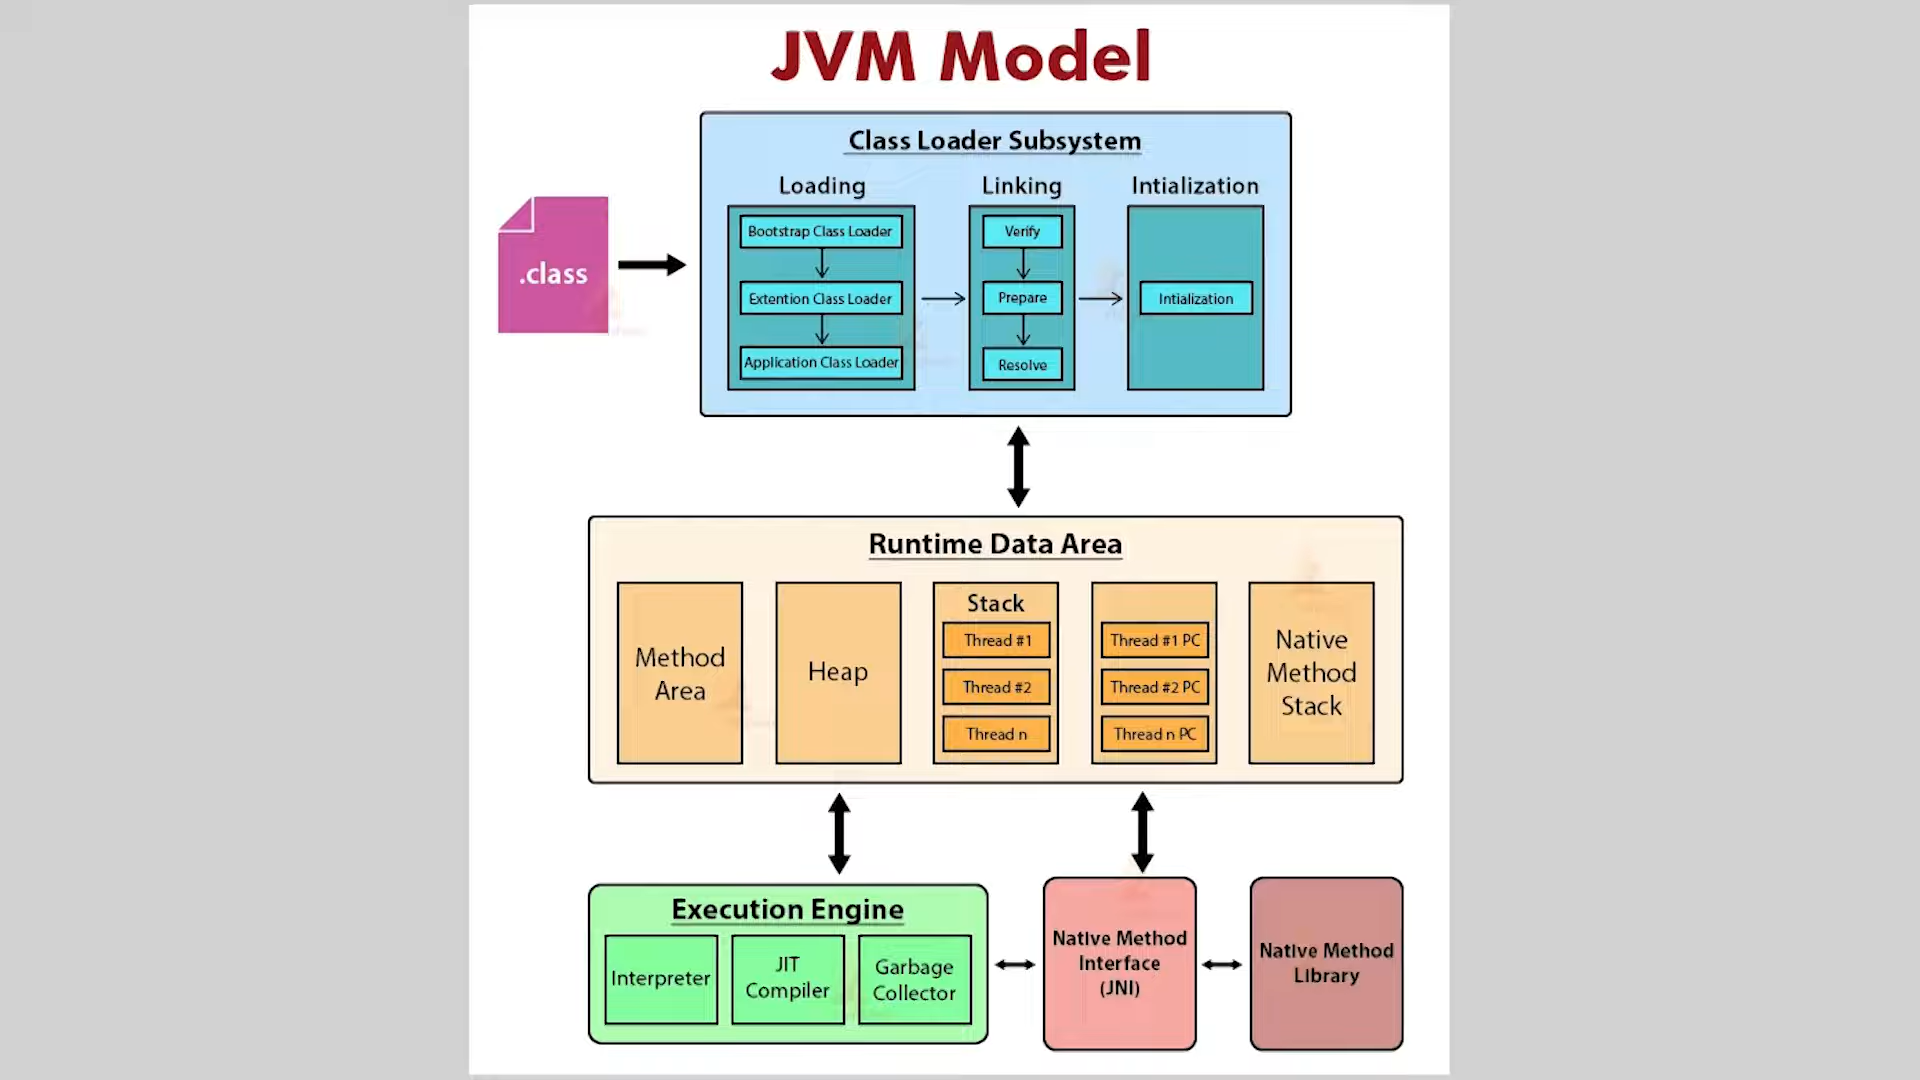 JVM Model
Class Loader Subsystem
Loading
Linking
Intialization
.class
Bootstrap Class Loader
Extention Class Loader
Application Class Loader
Verify
Prepare
Resolve
Intialization
Runtime Data Area
Method
Area
Heap
Stack
Thread #1
Thread #2
Thread n
Thread #1 PC
Thread #2 PC
Thread n PC
Native
Method
Stack
Execution Engine
Interpreter
JIT
Compiler
Garbage
Collector
Native Method
Interface
(JNI)
Native Method
Library